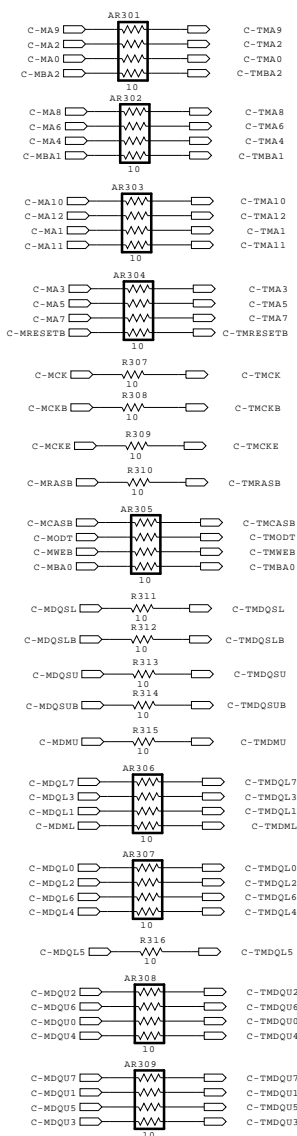 AR301
C-MA9 C-TMA9
C-MA2 C-TMA2
C-MA0 C-TMA0
C-MBA2 C-TMBA2
10
AR302
C-MA8 C-TMA8
C-MA6 C-TMA6
C-MA4 C-TMA4
C-MBA1 C-TMBA1
10
AR303
C-MA10 C-TMA10
C-MA12 C-TMA12
C-MA1 C-TMA1
C-MA11 C-TMA11
10
AR304
C-MA3 C-TMA3
C-MA5 C-TMA5
C-MA7 C-TMA7
C-MRESETB C-TMRESETB
10
R307
C-MCK C-TMCK
10
R308
C-MCKB C-TMCKB
10
R309
C-MCKE C-TMCKE
10
R310
C-MRASB C-TMRASB
10
AR305
C-MCASB C-TMCASB
C-MODT C-TMODT
C-MWEB C-TMWEB
C-MBA0 C-TMBA0
10
R311
C-MDQSL C-TMDQSL
10
R312
C-MDQSLB C-TMDQSLB
10
R313
C-MDQSU C-TMDQSU
10
R314
C-MDQSUB C-TMDQSUB
10
R315
C-MDMU C-TMDMU
10
AR306
C-MDQL7 C-TMDQL7
C-MDQL3 C-TMDQL3
C-MDQL1 C-TMDQL1
C-MDML C-TMDML
10
AR307
C-MDQL0 C-TMDQL0
C-MDQL2 C-TMDQL2
C-MDQL6 C-TMDQL6
C-MDQL4 C-TMDQL4
10
R316
C-MDQL5 C-TMDQL5
10
AR308
C-MDQU2 C-TMDQU2
C-MDQU6 C-TMDQU6
C-MDQU0 C-TMDQU0
C-MDQU4 C-TMDQU4
10
AR309
C-MDQU7 C-TMDQU7
C-MDQU1 C-TMDQU1
C-MDQU5 C-TMDQU5
C-MDQU3 C-TMDQU3
10